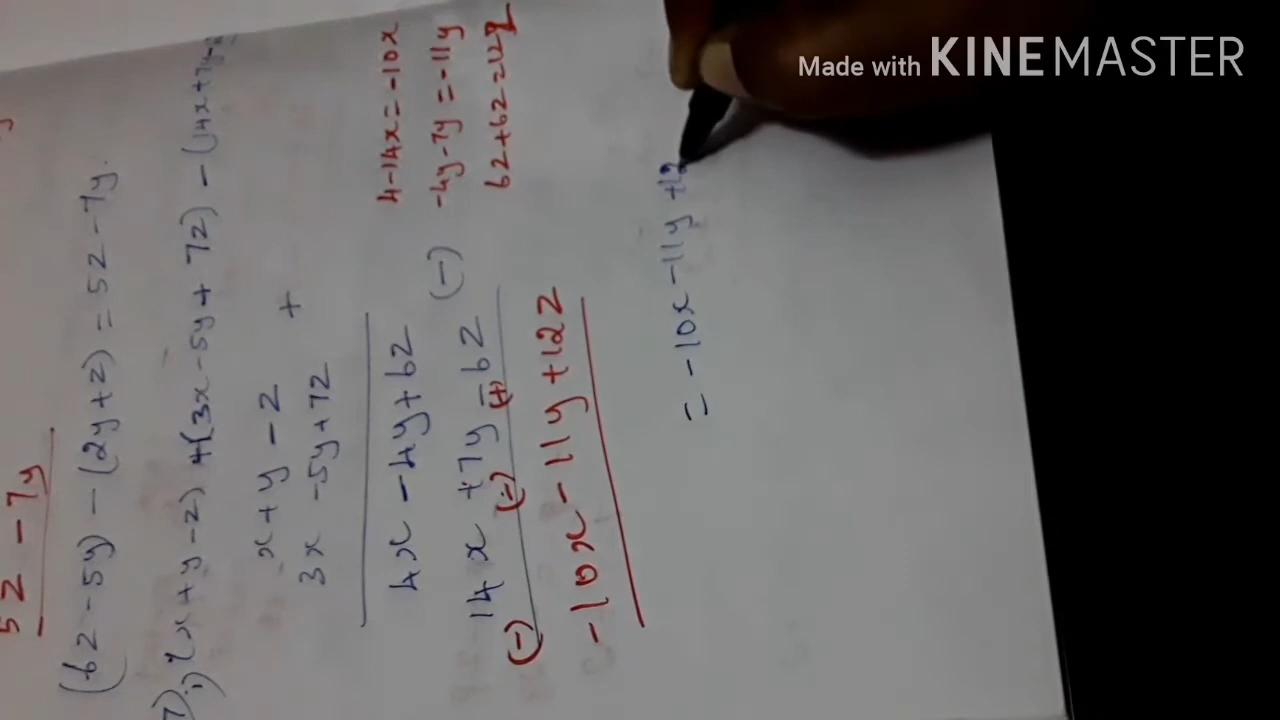 Made with KINEMASTER
5z - 7y
(6z - 5y) - (2y + z) = 5z - 7y.
7) i) (x + y - z) + (3x - 5y + 7z) - (14x + 7y -
x + y - z
3x - 5y + 7z +
4x - 4y + 6z
14x + 7y - 6z (-)
(-) (-) (+)
-10x - 11y + 12z
4 - 14x = -10x
-4y - 7y = -11y
6z + 6z = 12z
= -10x - 11y + 12